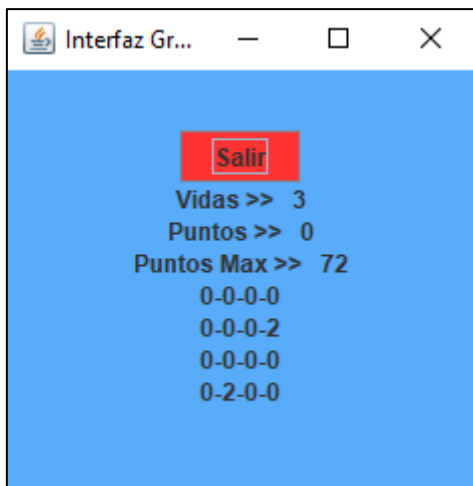 Interfaz Gr...
Salir
Vidas >> 3
Puntos >> 0
Puntos Max >> 72
0-0-0-0
0-0-0-2
0-0-0-0
0-2-0-0